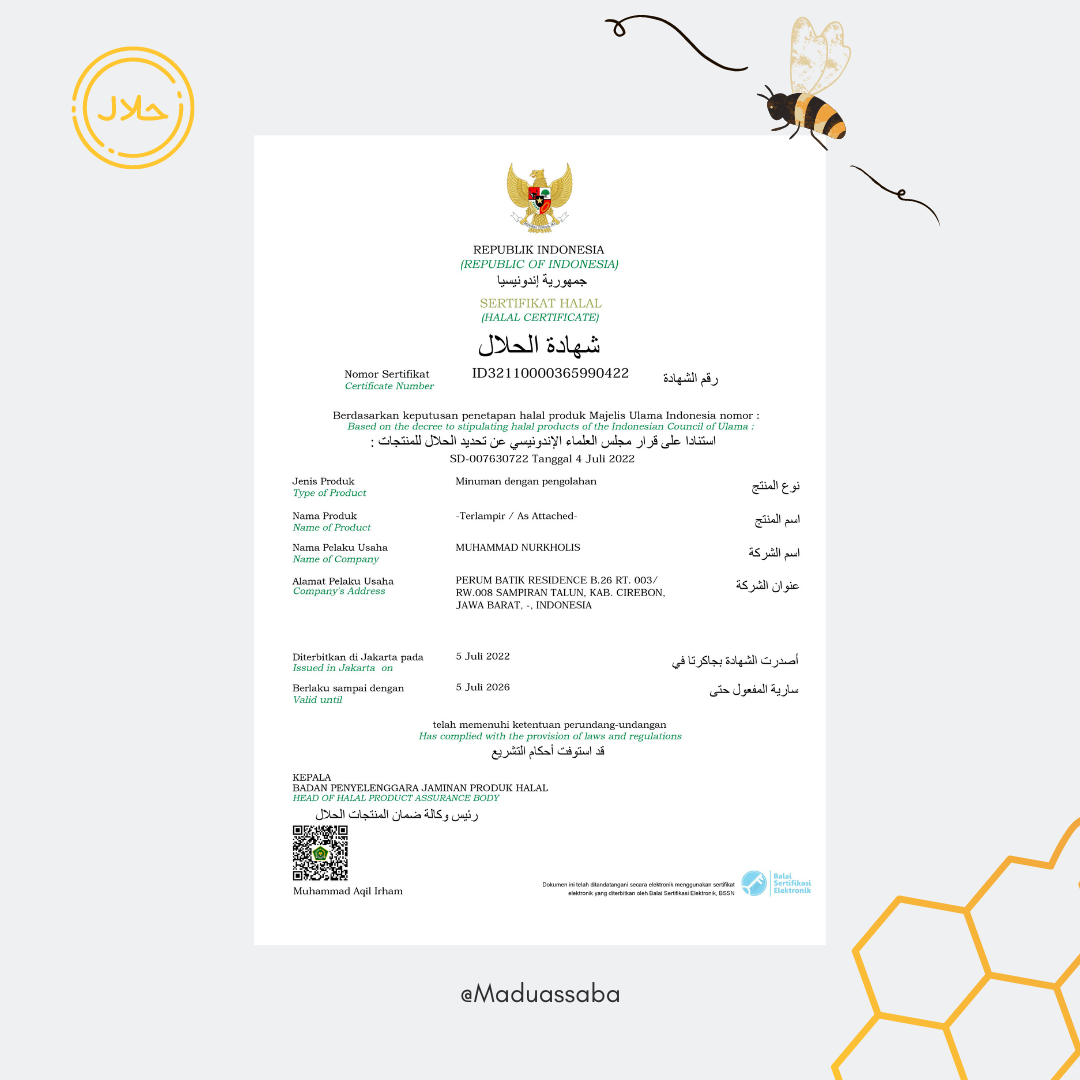 حلال
REPUBLIK INDONESIA
(REPUBLIC OF INDONESIA)
جمهورية إندونيسيا
SERTIFIKAT HALAL
(HALAL CERTIFICATE)
شهادة الحلال
Nomor Sertifikat ID32110000365990422 رقم الشهادة
Certificate Number
Berdasarkan keputusan penetapan halal produk Majelis Ulama Indonesia nomor :
Based on the decree to stipulating halal products of the Indonesian Council of Ulama :
استنادا على قرار مجلس العلماء الإندونيسي عن تحديد الحلال للمنتجات :
SD-007630722 Tanggal 4 Juli 2022
Jenis Produk Minuman dengan pengolahan نوع المنتج
Type of Product
Nama Produk -Terlampir / As Attached- اسم المنتج
Name of Product
Nama Pelaku Usaha MUHAMMAD NURKHOLIS اسم الشركة
Name of Company
Alamat Pelaku Usaha PERUM BATIK RESIDENCE B.26 RT. 003/ عنوان الشركة
Company's Address RW.008 SAMPIRAN TALUN, KAB. CIREBON,
JAWA BARAT, -, INDONESIA
Diterbitkan di Jakarta pada 5 Juli 2022 أصدرت الشهادة بجاكرتا في
Issued in Jakarta on
Berlaku sampai dengan 5 Juli 2026 سارية المفعول حتى
Valid until
telah memenuhi ketentuan perundang-undangan
Has complied with the provision of laws and regulations
قد استوفت أحكام التشريع
KEPALA
BADAN PENYELENGGARA JAMINAN PRODUK HALAL
HEAD OF HALAL PRODUCT ASSURANCE BODY
رئيس وكالة ضمان المنتجات الحلال
Muhammad Aqil Irham
Dokumen ini telah ditandatangani secara elektronik menggunakan sertifikat
elektronik yang diterbitkan oleh Balai Sertifikasi Elektronik, BSSN
Balai
Sertifikasi
Elektronik
@Maduassaba